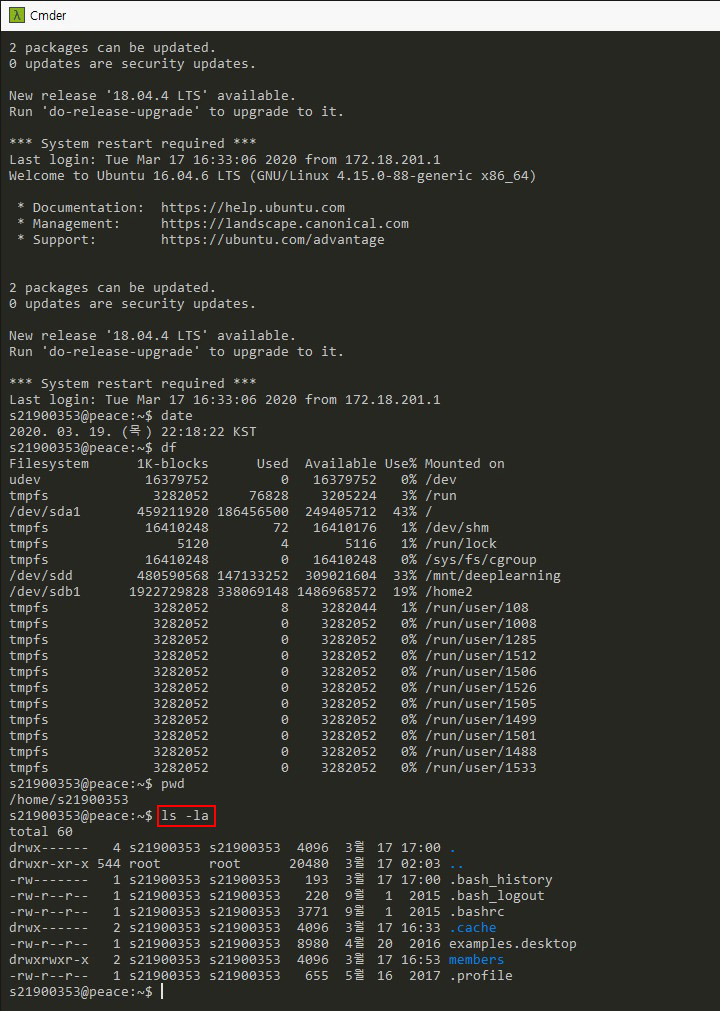 λ Cmder
2 packages can be updated.
0 updates are security updates.
New release '18.04.4 LTS' available.
Run 'do-release-upgrade' to upgrade to it.
*** System restart required ***
Last login: Tue Mar 17 16:33:06 2020 from 172.18.201.1
Welcome to Ubuntu 16.04.6 LTS (GNU/Linux 4.15.0-88-generic x86_64)
 * Documentation:  https://help.ubuntu.com
 * Management:     https://landscape.canonical.com
 * Support:        https://ubuntu.com/advantage
2 packages can be updated.
0 updates are security updates.
New release '18.04.4 LTS' available.
Run 'do-release-upgrade' to upgrade to it.
*** System restart required ***
Last login: Tue Mar 17 16:33:06 2020 from 172.18.201.1
s21900353@peace:~$ date
2020. 03. 19. (목) 22:18:22 KST
s21900353@peace:~$ df
Filesystem      1K-blocks      Used  Available Use% Mounted on
udev             16379752         0   16379752   0% /dev
tmpfs             3282052     76828    3205224   3% /run
/dev/sda1       459211920 186456500  249405712  43% /
tmpfs            16410248        72   16410176   1% /dev/shm
tmpfs                5120         4       5116   1% /run/lock
tmpfs            16410248         0   16410248   0% /sys/fs/cgroup
/dev/sdd        480590568 147133252  309021604  33% /mnt/deeplearning
/dev/sdb1      1922729828 338069148 1486968572  19% /home2
tmpfs             3282052         8    3282044   1% /run/user/108
tmpfs             3282052         0    3282052   0% /run/user/1008
tmpfs             3282052         0    3282052   0% /run/user/1285
tmpfs             3282052         0    3282052   0% /run/user/1512
tmpfs             3282052         0    3282052   0% /run/user/1506
tmpfs             3282052         0    3282052   0% /run/user/1526
tmpfs             3282052         0    3282052   0% /run/user/1505
tmpfs             3282052         0    3282052   0% /run/user/1499
tmpfs             3282052         0    3282052   0% /run/user/1501
tmpfs             3282052         0    3282052   0% /run/user/1488
tmpfs             3282052         0    3282052   0% /run/user/1533
s21900353@peace:~$ pwd
/home/s21900353
s21900353@peace:~$ ls -la
total 60
drwx------   4 s21900353 s21900353  4096  3월 17 17:00 .
drwxr-xr-x 544 root      root      20480  3월 17 02:03 ..
-rw-------   1 s21900353 s21900353   193  3월 17 17:00 .bash_history
-rw-r--r--   1 s21900353 s21900353   220  9월  1  2015 .bash_logout
-rw-r--r--   1 s21900353 s21900353  3771  9월  1  2015 .bashrc
drwx------   2 s21900353 s21900353  4096  3월 17 16:33 .cache
-rw-r--r--   1 s21900353 s21900353  8980  4월 20  2016 examples.desktop
drwxrwxr-x   2 s21900353 s21900353  4096  3월 17 16:53 members
-rw-r--r--   1 s21900353 s21900353   655  5월 16  2017 .profile
s21900353@peace:~$